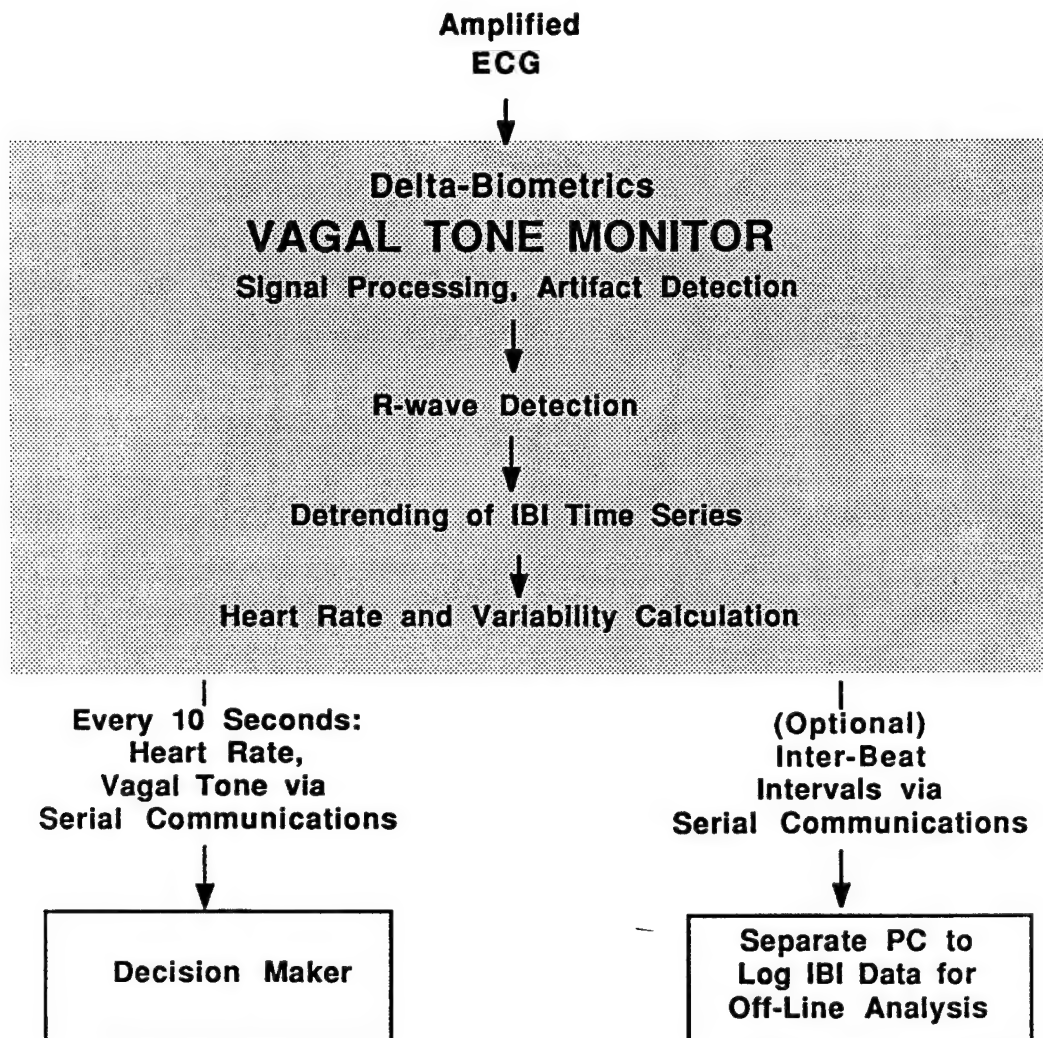 Amplified
ECG
Delta-Biometrics
VAGAL TONE MONITOR
Signal Processing, Artifact Detection
R-wave Detection
Detrending of IBI Time Series
Heart Rate and Variability Calculation
Every 10 Seconds:
Heart Rate,
Vagal Tone via
Serial Communications
(Optional)
Inter-Beat
Intervals via
Serial Communications
Decision Maker
Separate PC to
Log IBI Data for
Off-Line Analysis